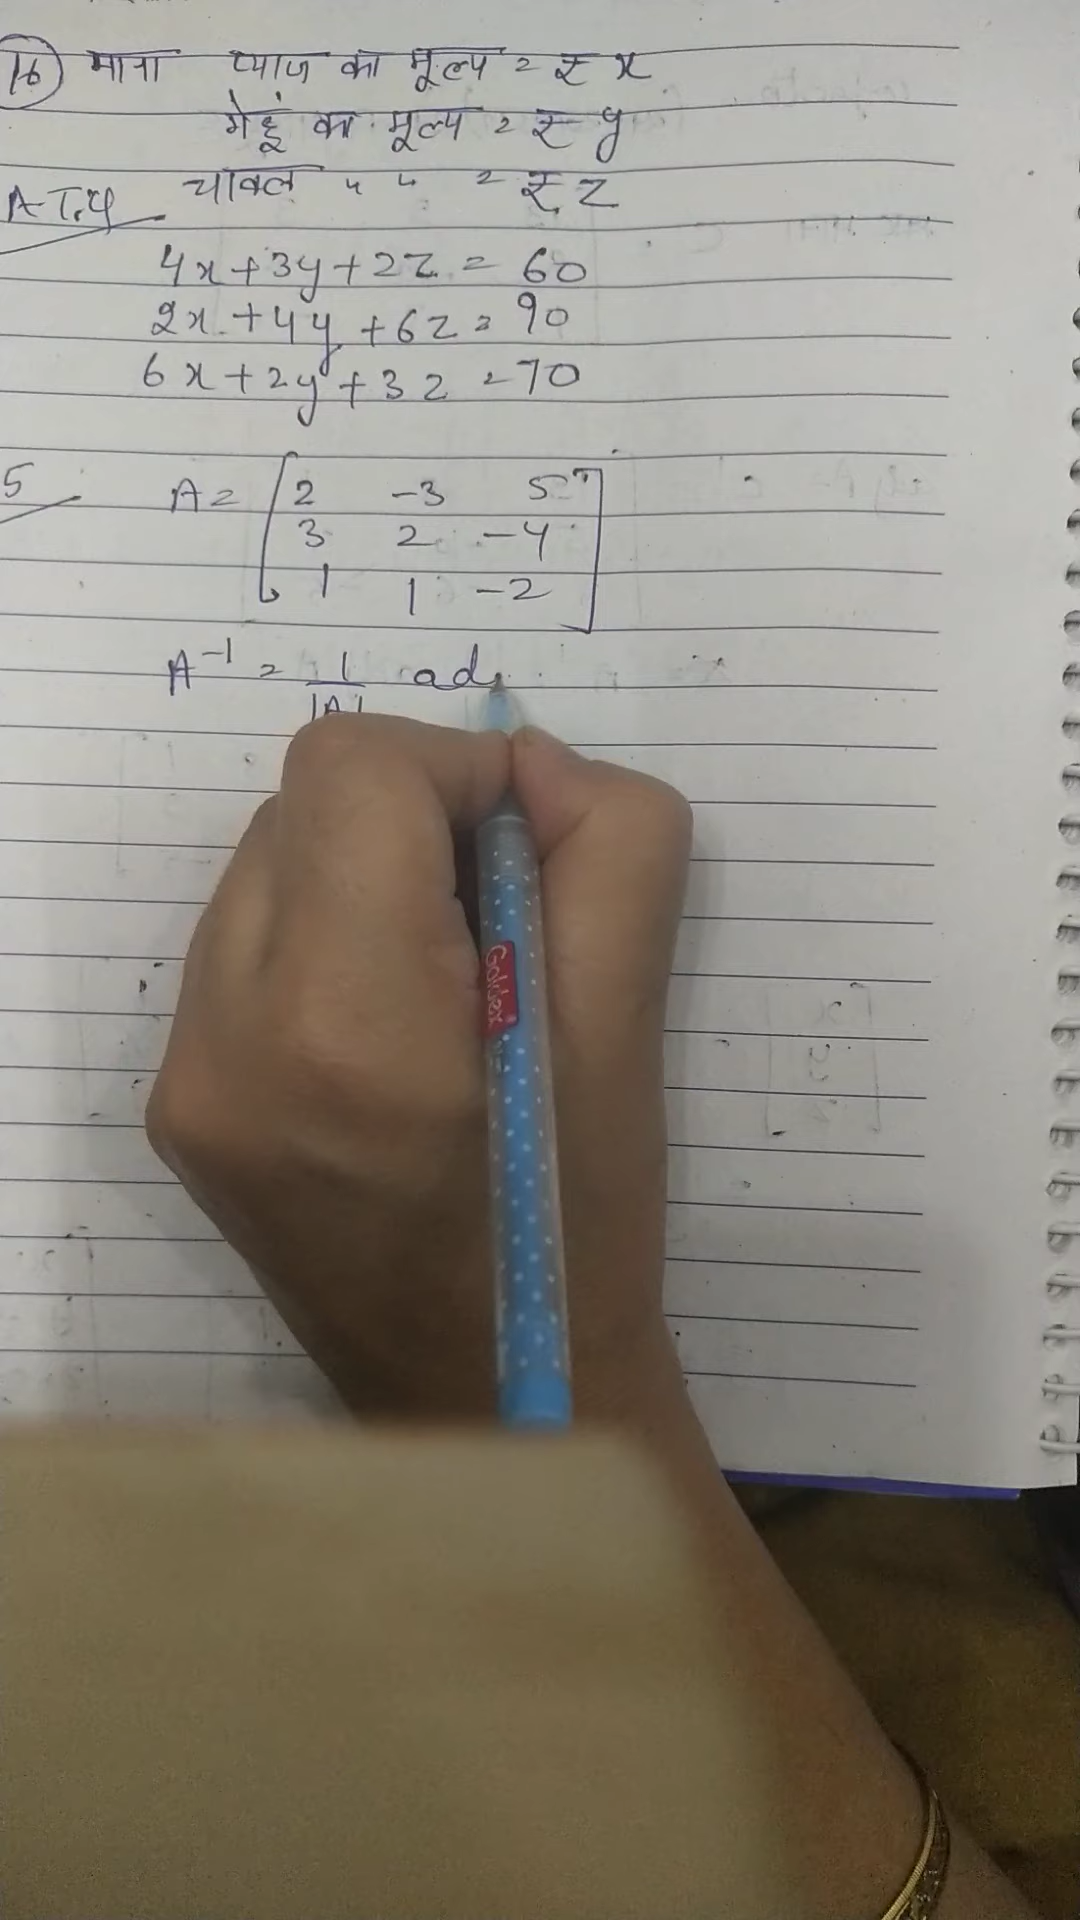 16 माना प्याज का मूल्य = ₹ x
गेहूं का मूल्य = ₹ y
A.T.Q चावल " " = ₹ z
4x+3y+2z = 60
2x+4y+6z = 90
6x+2y+3z = 70
5 A = [2 -3 5
3 2 -4
1 1 -2]
A⁻¹ = 1/|A| ad
Goldex